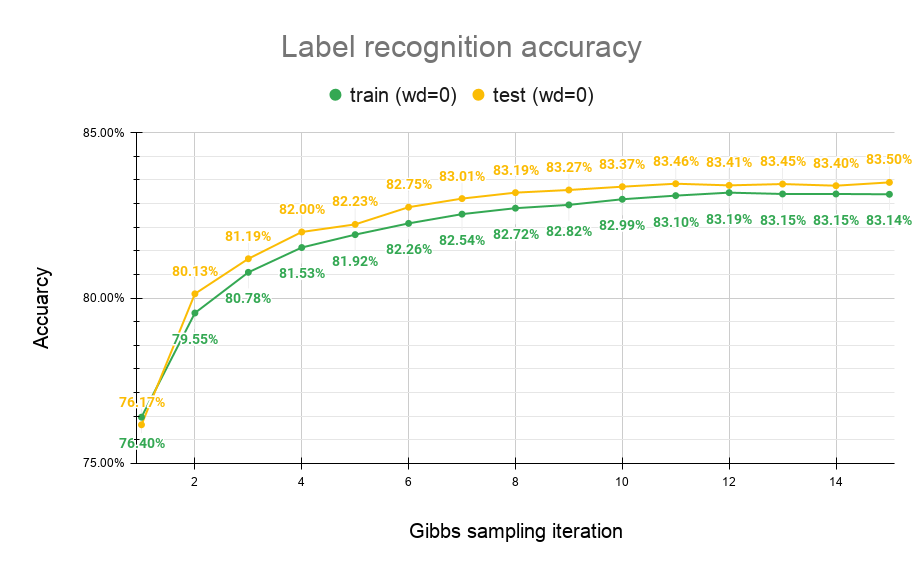 Label recognition accuracy
train (wd=0) test (wd=0)
85.00%
80.00%
75.00%
Accuarcy
76.17% 80.13% 81.19% 82.00% 82.23% 82.75% 83.01% 83.19% 83.27% 83.37% 83.46% 83.41% 83.45% 83.40% 83.50%
76.40% 79.55% 80.78% 81.53% 81.92% 82.26% 82.54% 82.72% 82.82% 82.99% 83.10% 83.19% 83.15% 83.15% 83.14%
2 4 6 8 10 12 14
Gibbs sampling iteration